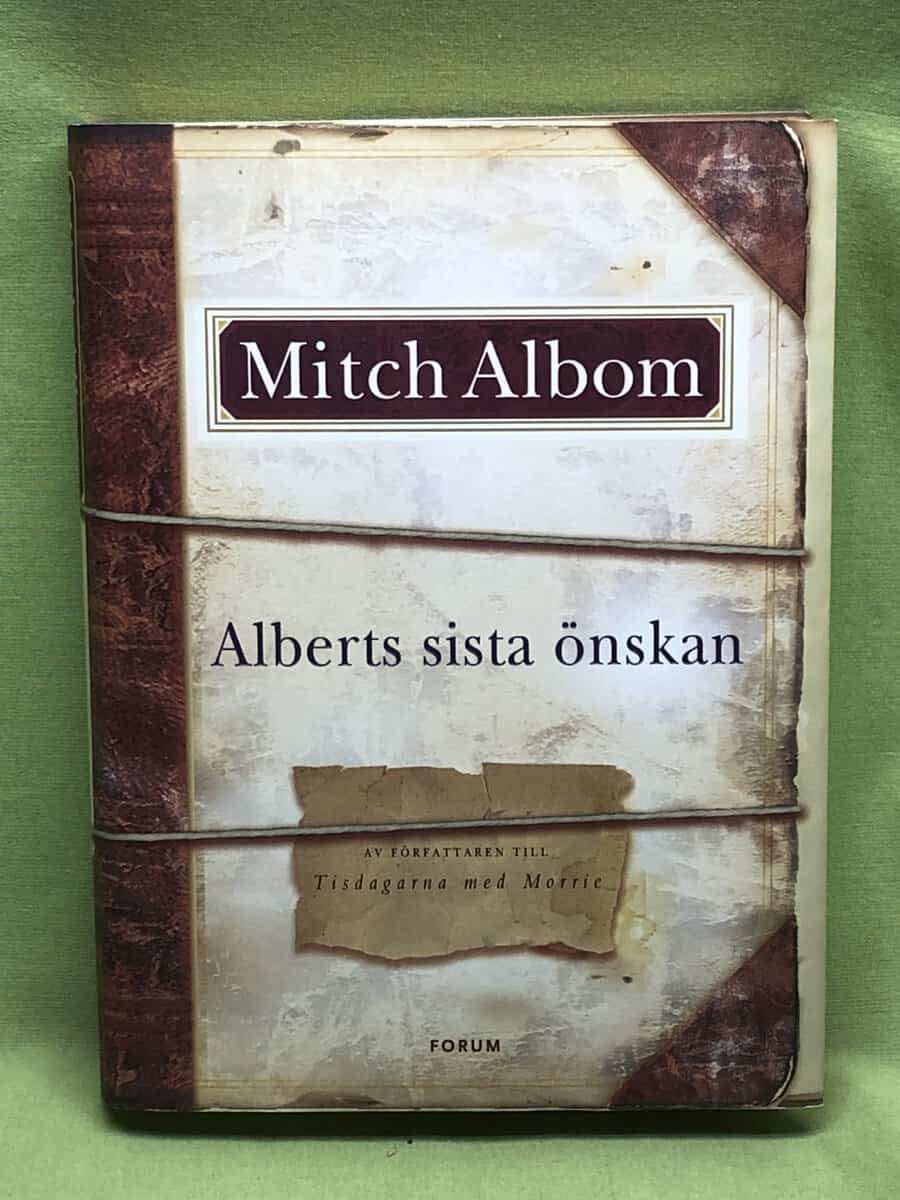 Mitch Albom
Alberts sista önskan
AV FÖRFATTAREN TILL
Tisdagarna med Morrie
FORUM